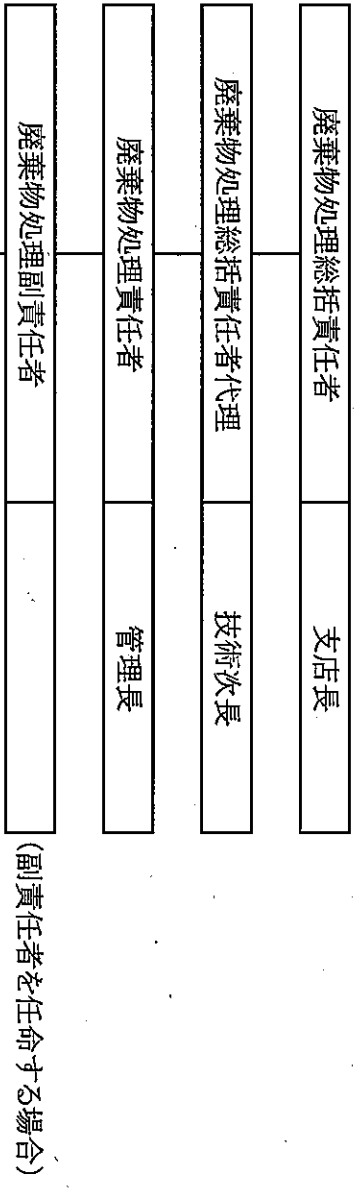 廃棄物処理総括責任者 支店長
廃棄物処理総括責任者代理 技術次長
廃棄物処理責任者 管理長
廃棄物処理副責任者 (副責任者を任命する場合)